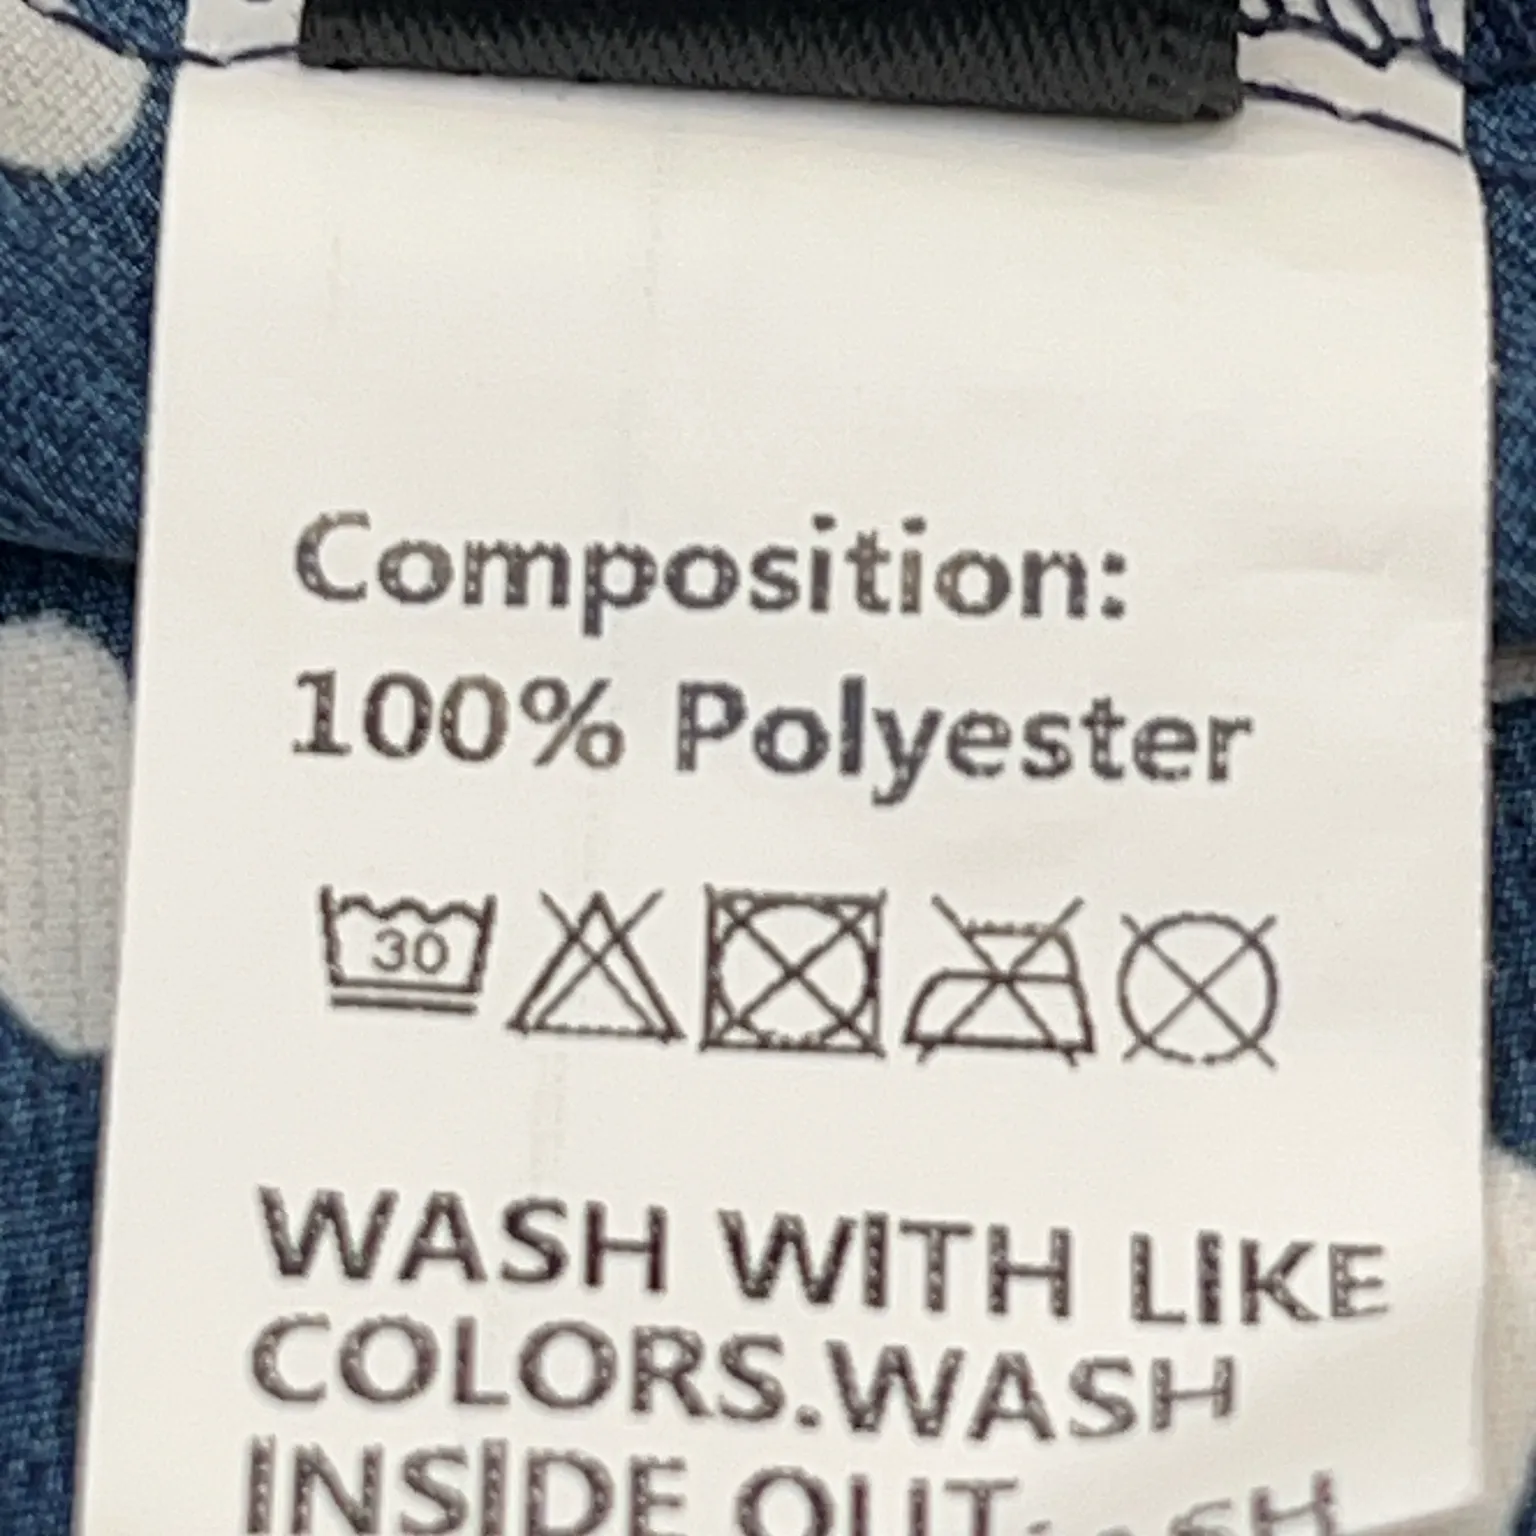 Composition:
100% Polyester
30
WASH WITH LIKE
COLORS.WASH
INSIDE OUT.